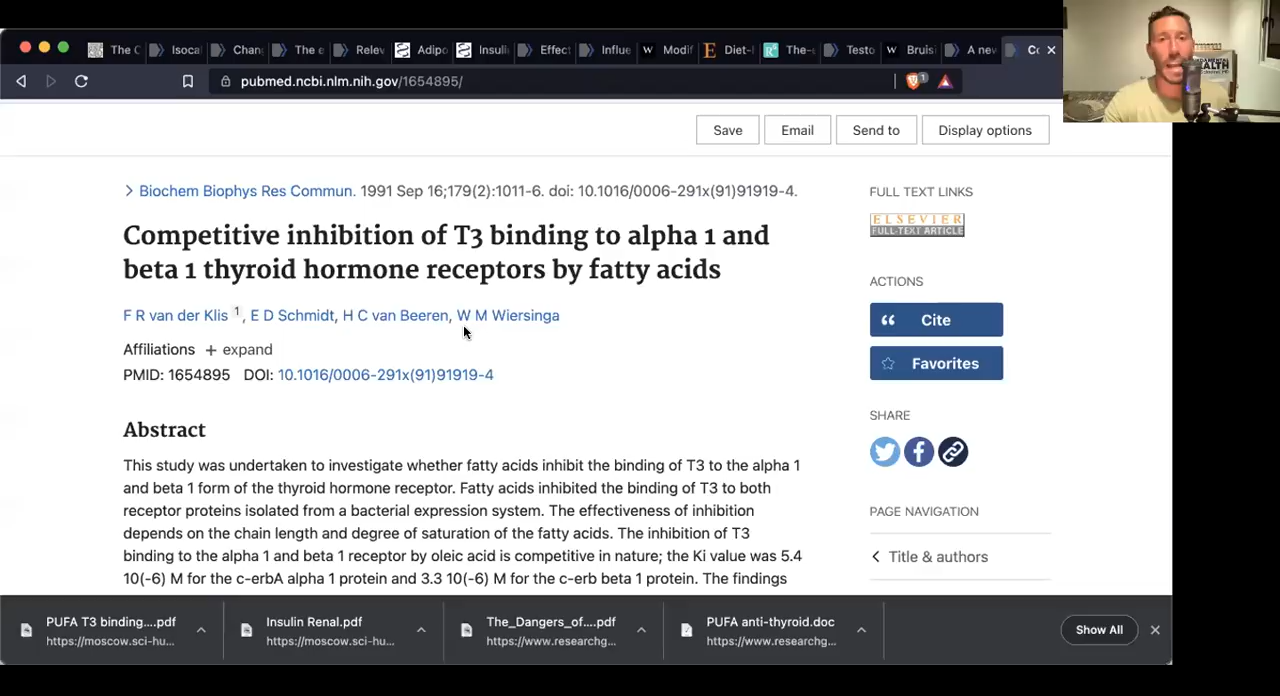 The C
Isoca
Chan
The e
Relev
Adipo
Insuli
Effect
Influe
W Modif
E Diet-
The-s
Testo
W Bruis
A new
Co
pubmed.ncbi.nlm.nih.gov/1654895/
1
HEALTH
Save
Email
Send to
Display options
Biochem Biophys Res Commun. 1991 Sep 16;179(2):1011-6. doi: 10.1016/0006-291x(91)91919-4.
Competitive inhibition of T3 binding to alpha 1 and
beta 1 thyroid hormone receptors by fatty acids
F R van der Klis 1, E D Schmidt, H C van Beeren, W M Wiersinga
Affiliations + expand
PMID: 1654895 DOI: 10.1016/0006-291x(91)91919-4
Abstract
This study was undertaken to investigate whether fatty acids inhibit the binding of T3 to the alpha 1
and beta 1 form of the thyroid hormone receptor. Fatty acids inhibited the binding of T3 to both
receptor proteins isolated from a bacterial expression system. The effectiveness of inhibition
depends on the chain length and degree of saturation of the fatty acids. The inhibition of T3
binding to the alpha 1 and beta 1 receptor by oleic acid is competitive in nature; the Ki value was 5.4
10(-6) M for the c-erbA alpha 1 protein and 3.3 10(-6) M for the c-erb beta 1 protein. The findings
FULL TEXT LINKS
ELSEVIER
FULL-TEXT ARTICLE
ACTIONS
Cite
Favorites
SHARE
PAGE NAVIGATION
Title & authors
PUFA T3 binding....pdf
https://moscow.sci-hu...
Insulin Renal.pdf
https://moscow.sci-hu...
The_Dangers_of....pdf
https://www.researchg...
PUFA anti-thyroid.doc
https://www.researchg...
Show All